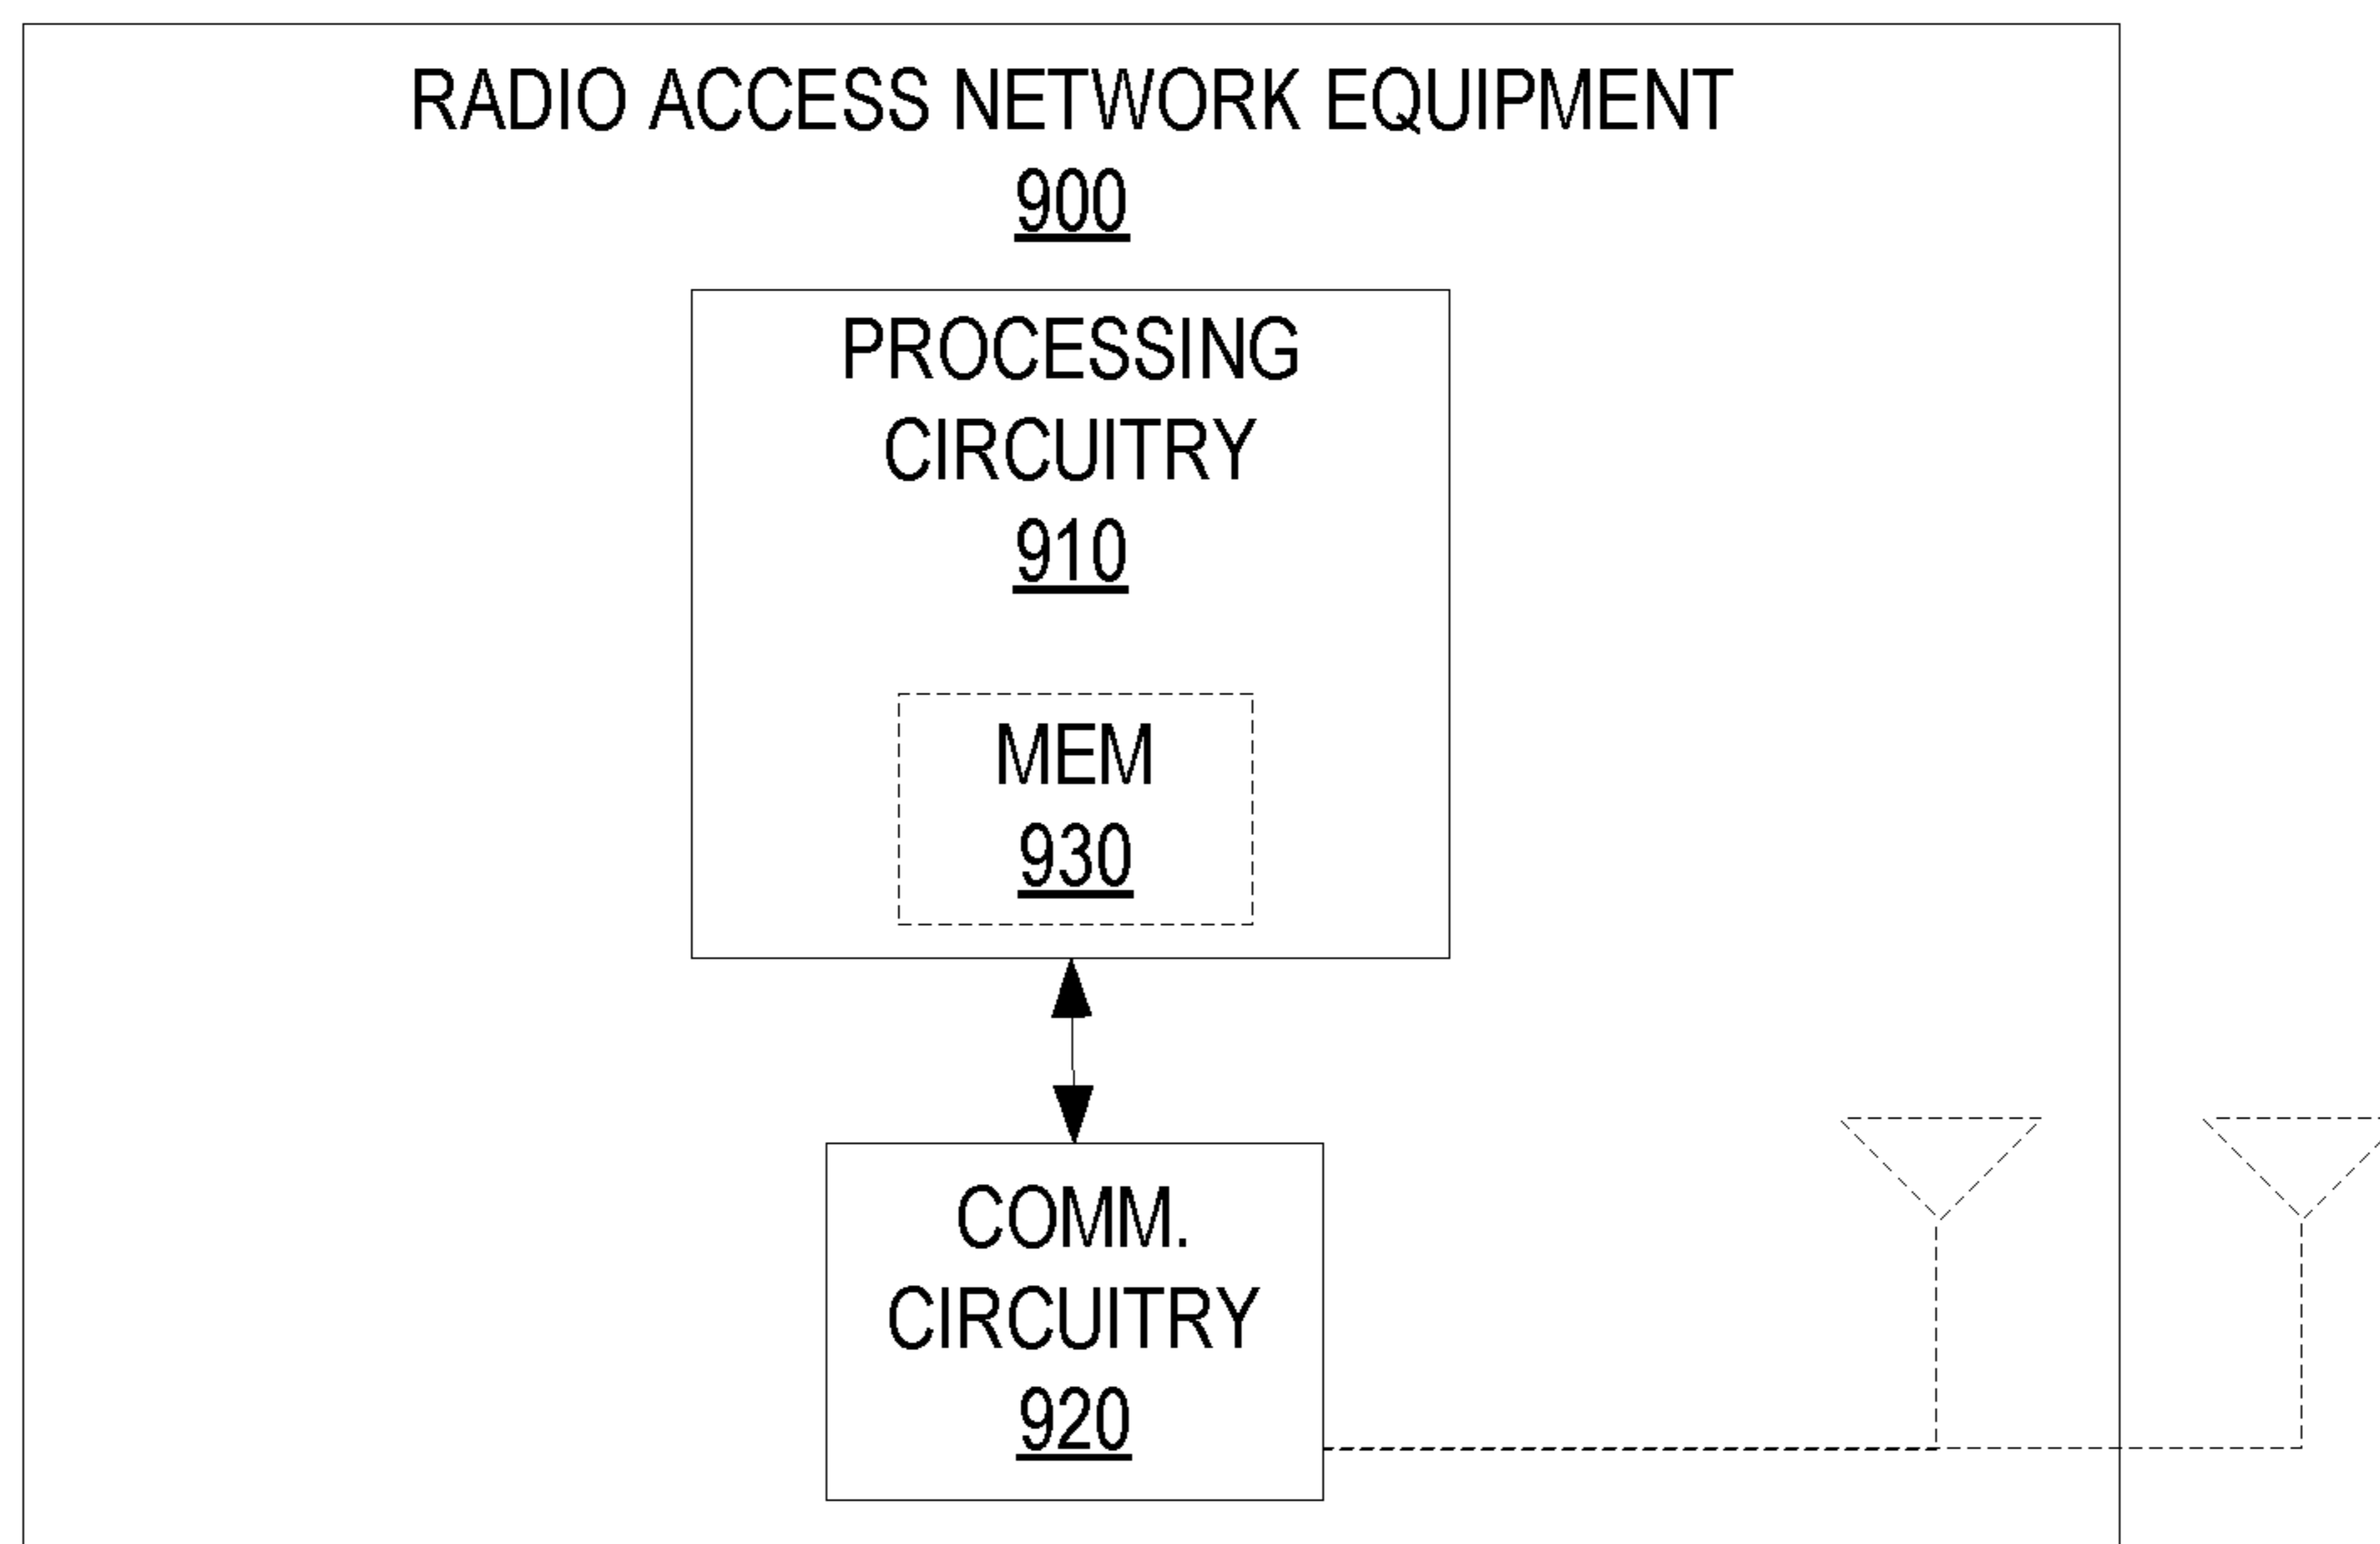 RADIO ACCESS NETWORK EQUIPMENT
900
PROCESSING
CIRCUITRY
910
MEM
930
COMM.
CIRCUITRY
920